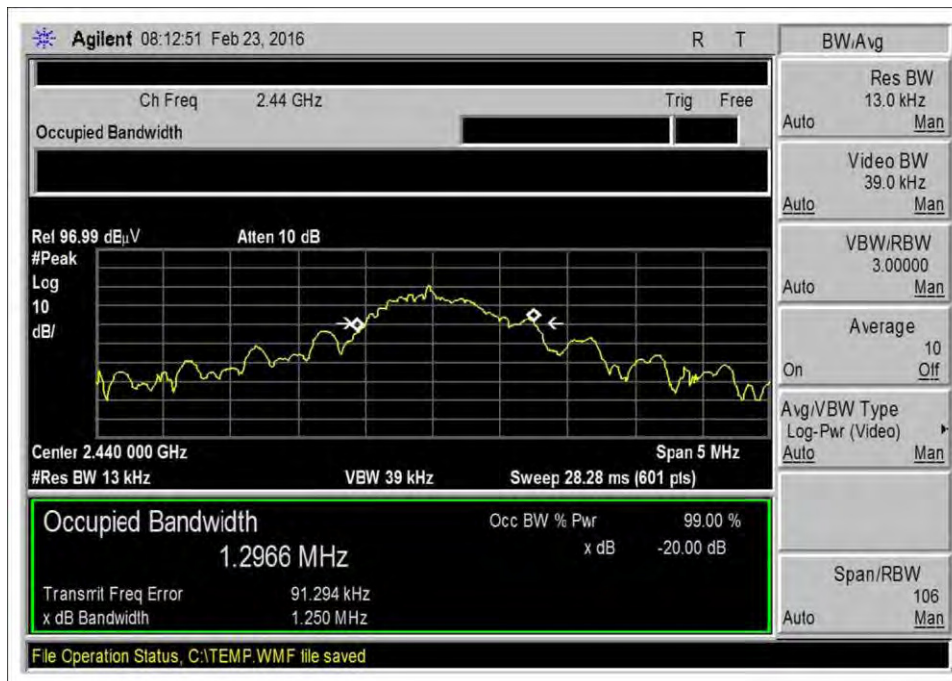 Agilent 08:12:51 Feb 23, 2016 R T
Ch Freq 2.44 GHz Trig Free
Occupied Bandwidth
Ref 96.99 dBµV Atten 10 dB
#Peak
Log
10
dB/
Center 2.440 000 GHz Span 5 MHz
#Res BW 13 kHz VBW 39 kHz Sweep 28.28 ms (601 pts)
Occupied Bandwidth
1.2966 MHz
Occ BW % Pwr 99.00 %
x dB -20.00 dB
Transmit Freq Error 91.294 kHz
x dB Bandwidth 1.250 MHz
File Operation Status, C:\TEMP.WMF file saved
BW/Avg
Res BW
13.0 kHz
Auto Man
Video BW
39.0 kHz
Auto Man
VBW/RBW
3.00000
Auto Man
Average
10
On Off
Avg/VBW Type
Log-Pwr (Video)
Auto Man
Span/RBW
106
Auto Man